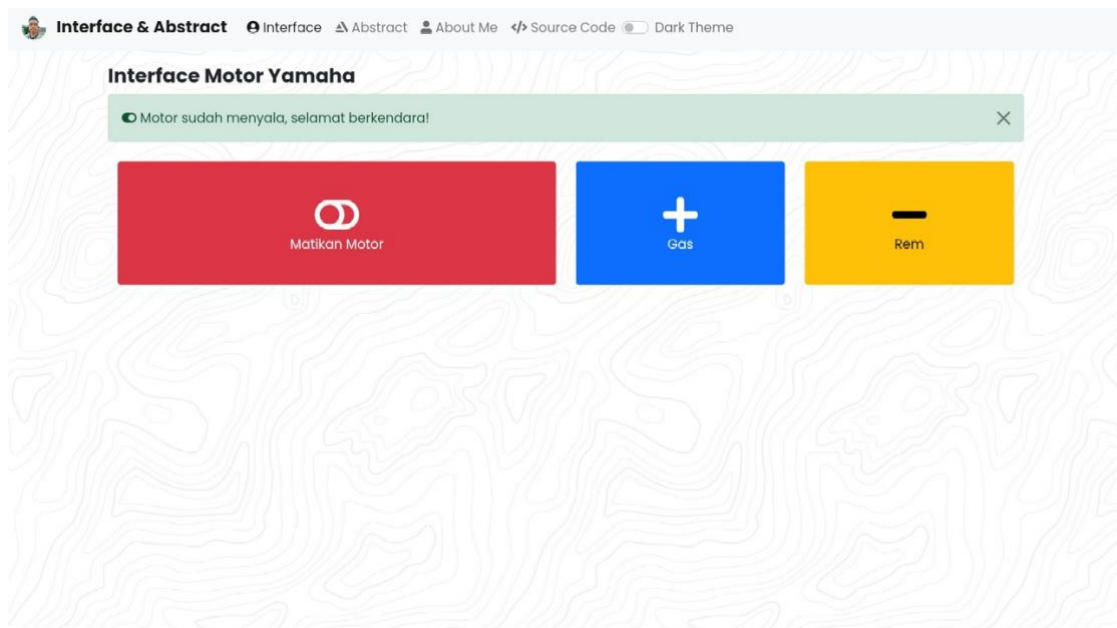 Interface & Abstract Interface Abstract About Me Source Code Dark Theme
Interface Motor Yamaha
Motor sudah menyala, selamat berkendara!
Matikan Motor Gas Rem